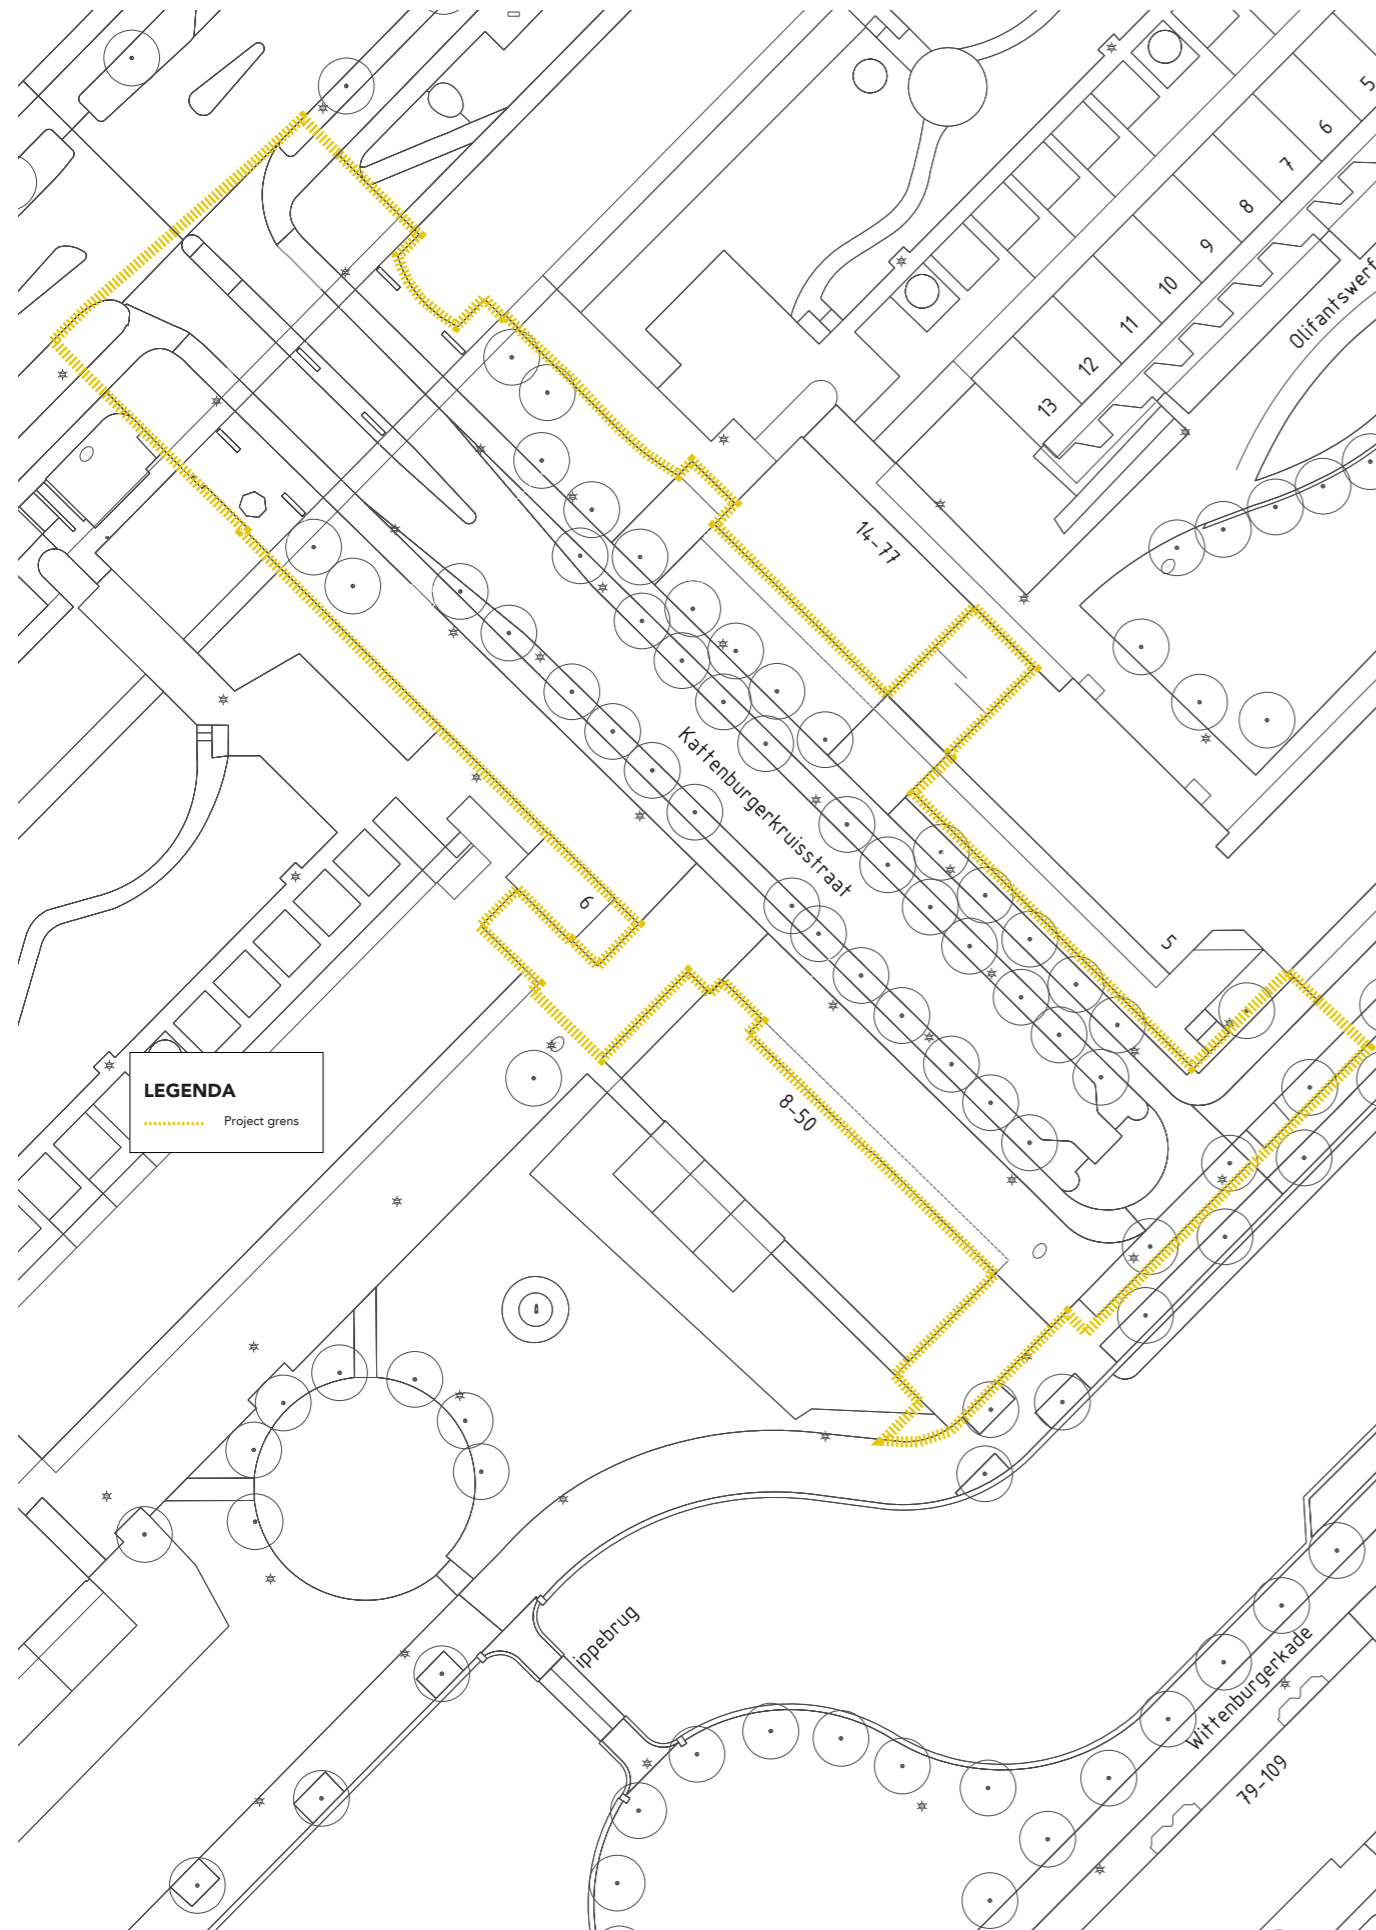 5
6
7
8
9
10
11
12
13
Olifantswerf
14-77
Kattenburgerkruisstraat
6
5
LEGENDA
Project grens
8-50
ippebrug
Wittenburgerkade
79-109